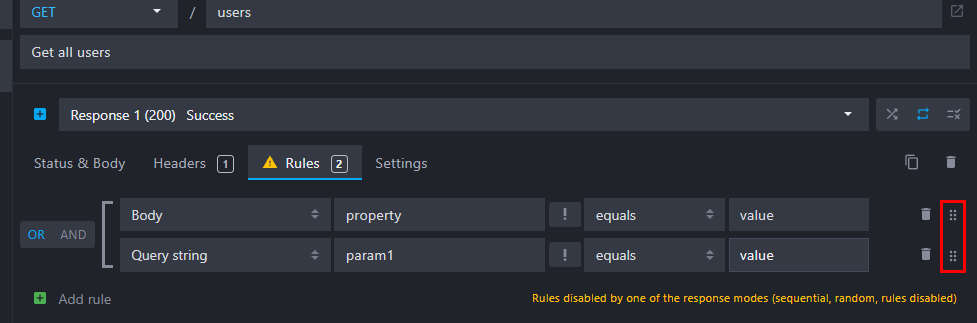 GET / users
Get all users
Response 1 (200) Success
Status & Body Headers 1 Rules 2 Settings
OR AND
Body property ! equals value
Query string param1 ! equals value
Add rule Rules disabled by one of the response modes (sequential, random, rules disabled)